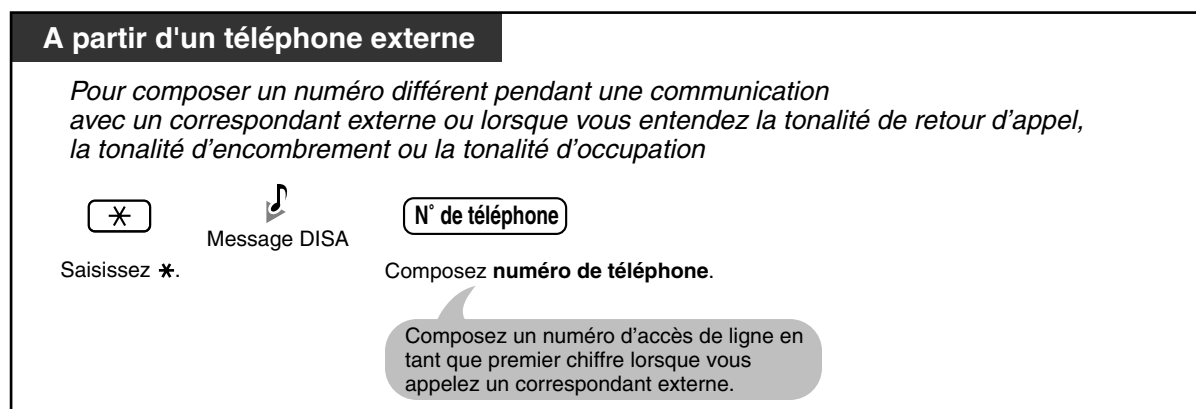 A partir d'un téléphone externe
Pour composer un numéro différent pendant une communication
avec un correspondant externe ou lorsque vous entendez la tonalité de retour d'appel,
la tonalité d'encombrement ou la tonalité d'occupation
N° de téléphone
Message DISA
Saisissez *.
Composez numéro de téléphone.
Composez un numéro d'accès de ligne en
tant que premier chiffre lorsque vous
appelez un correspondant externe.